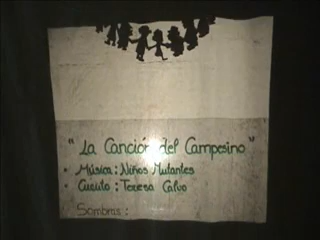 "La Canción del Campesino"
• Música: Niños Mutantes
• Cuento: Teresa Calvo
Sombras: